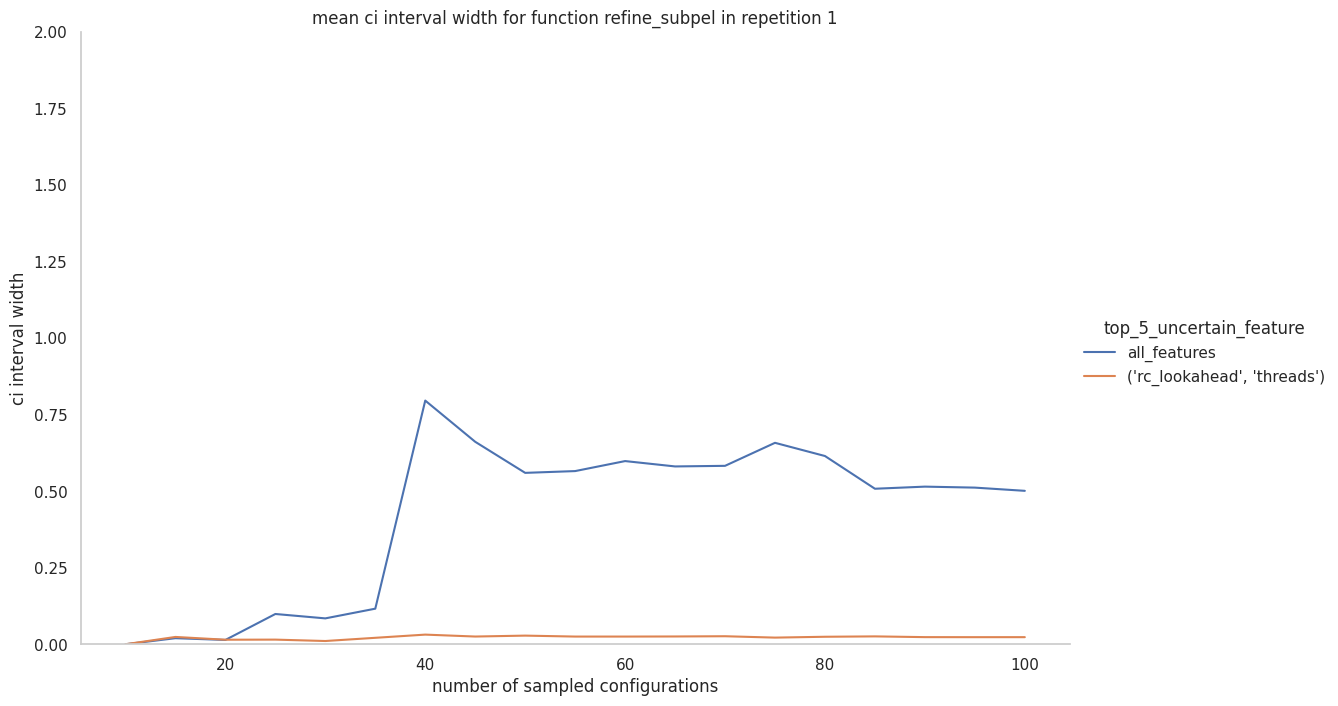 mean ci interval width for function refine_subpel in repetition 1
2.00
1.75
1.50
1.25
1.00
0.75
0.50
0.25
0.00
ci interval width
20
40
60
80
100
number of sampled configurations
top_5_uncertain_feature
all_features
('rc_lookahead', 'threads')